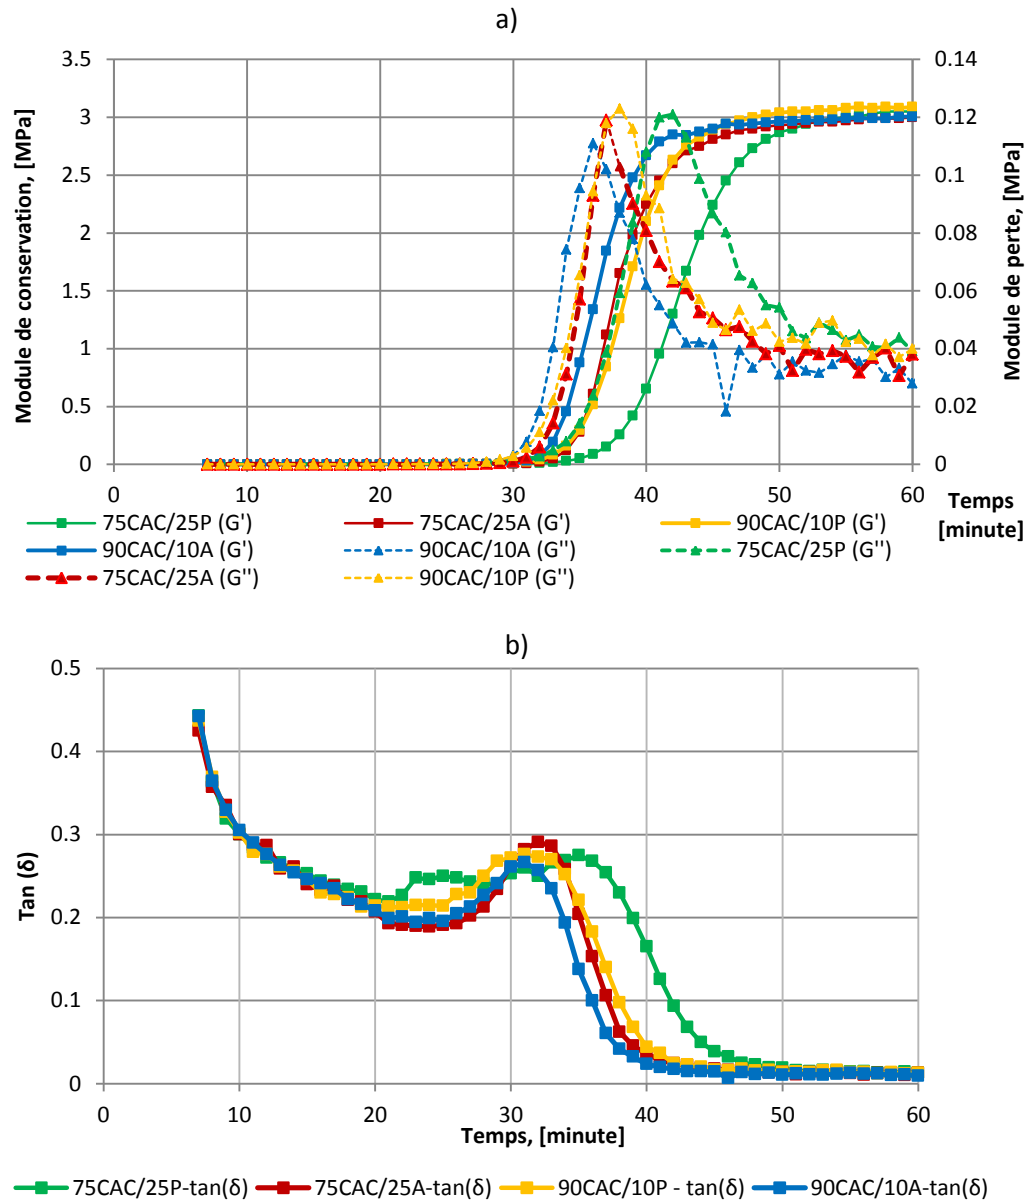 a)
Module de conservation, [MPa]
3.5
3
2.5
2
1.5
1
0.5
0
0.14
0.12
0.1
0.08
0.06
0.04
0.02
0
Module de perte, [MPa]
0 10 20 30 40 50 60
Temps
[minute]
75CAC/25P (G') 75CAC/25A (G') 90CAC/10P (G')
90CAC/10A (G') 90CAC/10A (G'') 75CAC/25P (G'')
75CAC/25A (G'') 90CAC/10P (G'')
b)
Tan (δ)
0.5
0.4
0.3
0.2
0.1
0
0 10 20 30 40 50 60
Temps, [minute]
75CAC/25P-tan(δ) 75CAC/25A-tan(δ) 90CAC/10P - tan(δ) 90CAC/10A-tan(δ)